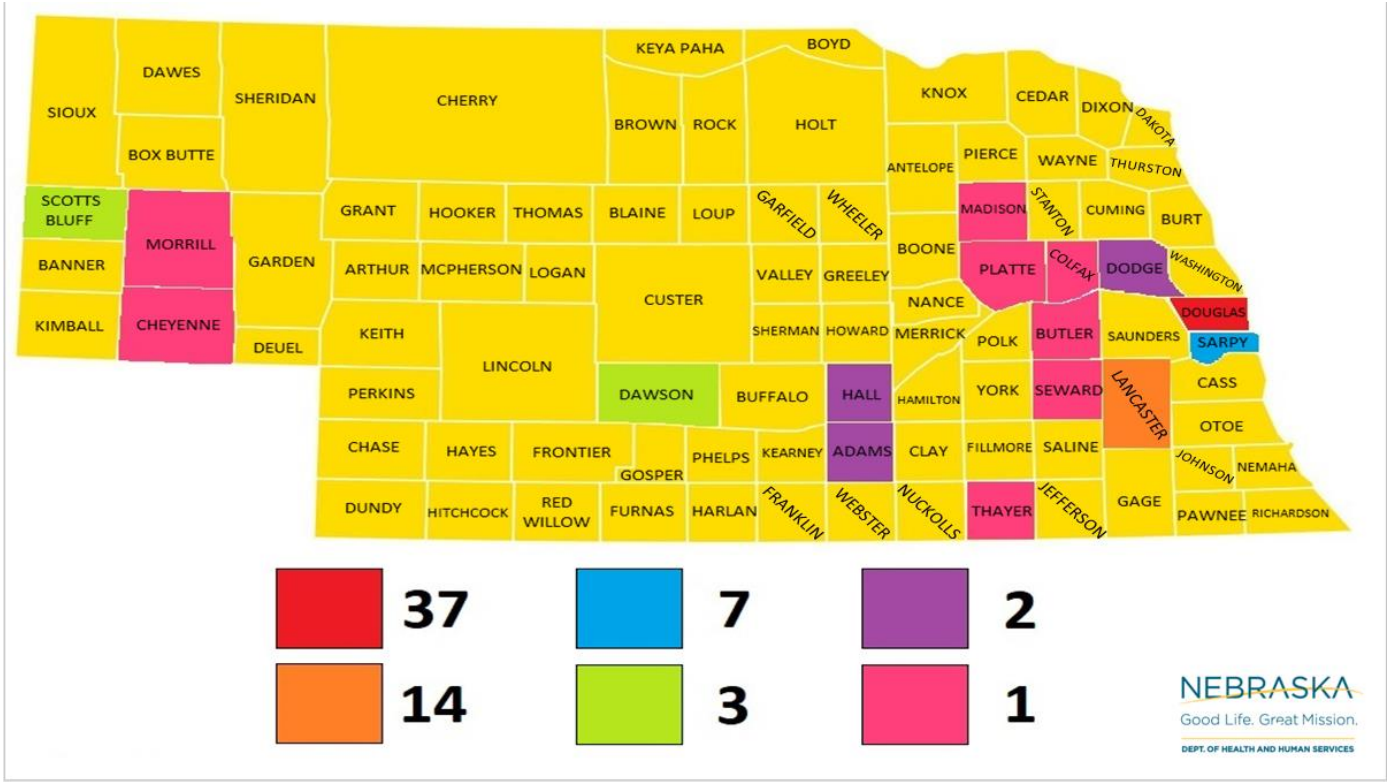 KEYA PAHA
BOYD
DAWES
SIOUX
SHERIDAN
CHERRY
BROWN
ROCK
HOLT
KNOX
CEDAR
DIXON
DAKOTA
BOX BUTTE
ANTELOPE
PIERCE
WAYNE
THURSTON
SCOTTS
BLUFF
MORRILL
GRANT
HOOKER
THOMAS
BLAINE
LOUP
GARFIELD
WHEELER
MADISON
STANTON
CUMING
BURT
BANNER
GARDEN
ARTHUR
MCPHERSON
LOGAN
CUSTER
VALLEY
GREELEY
BOONE
PLATTE
COLFAX
DODGE
WASHINGTON
KIMBALL
CHEYENNE
DEUEL
KEITH
LINCOLN
SHERMAN
HOWARD
NANCE
MERRICK
POLK
BUTLER
SAUNDERS
DOUGLAS
SARPY
PERKINS
DAWSON
BUFFALO
HALL
HAMILTON
YORK
SEWARD
LANCASTER
CASS
OTOE
CHASE
HAYES
FRONTIER
GOSPER
PHELPS
KEARNEY
ADAMS
CLAY
FILLMORE
SALINE
JOHNSON
NEMAHA
DUNDY
HITCHCOCK
RED
WILLOW
FURNAS
HARLAN
FRANKLIN
WEBSTER
NUCKOLLS
THAYER
JEFFERSON
GAGE
PAWNEE
RICHARDSON
37
7
2
14
3
1
NEBRASKA
Good Life. Great Mission.
DEPT. OF HEALTH AND HUMAN SERVICES